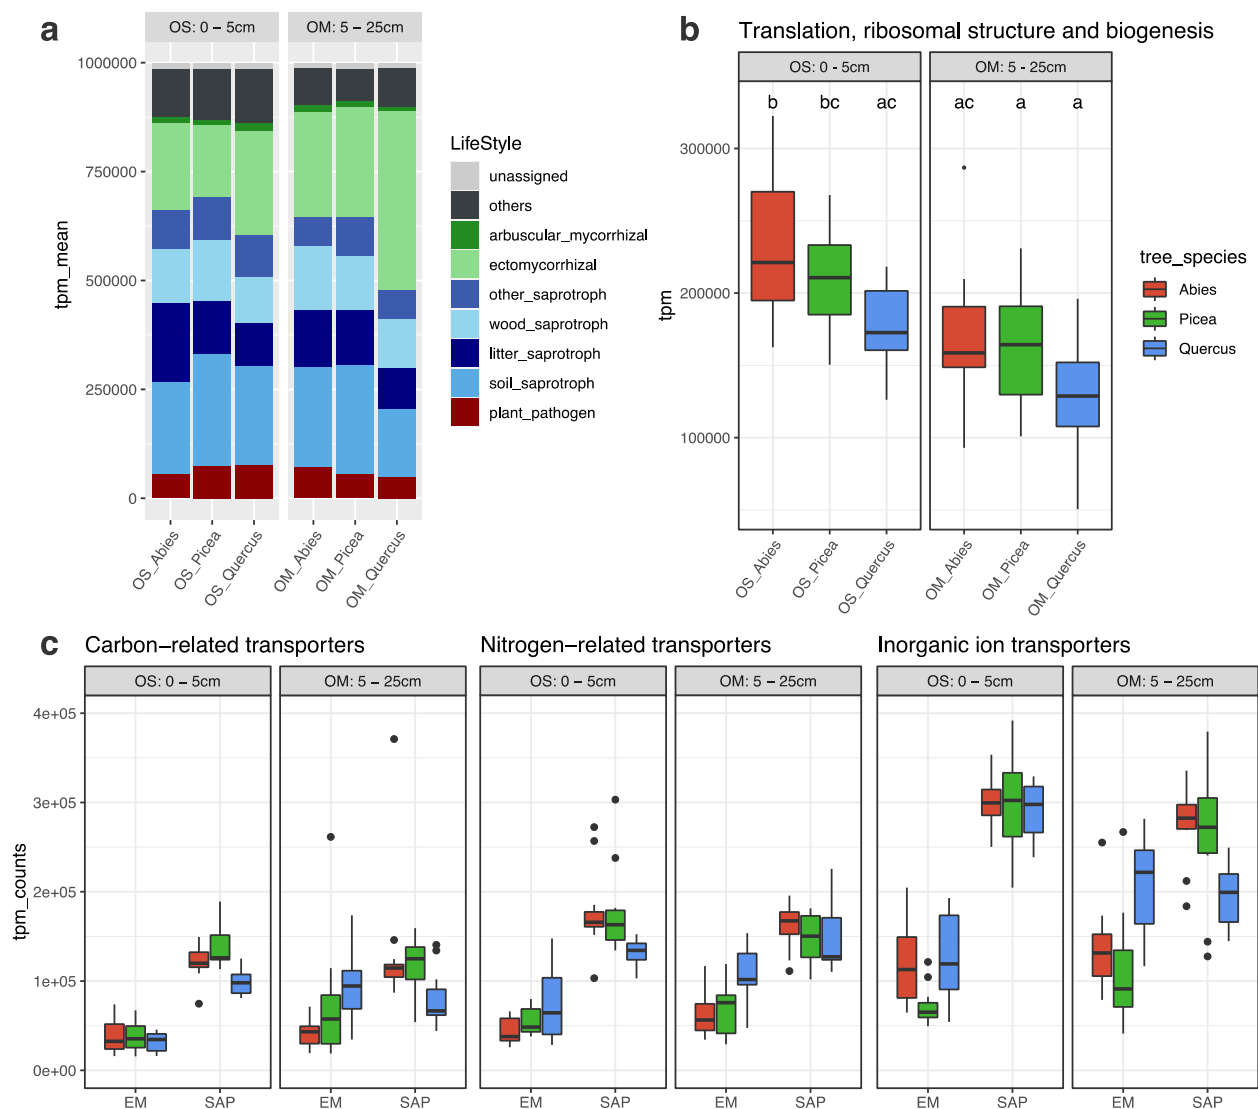 a
OS: 0 – 5cm
OM: 5 – 25cm
1000000
750000
500000
250000
0
tpm_mean
OS_Abies
OS_Picea
OS_Quercus
OM_Abies
OM_Picea
OM_Quercus
LifeStyle
unassigned
others
arbuscular_mycorrhizal
ectomycorrhizal
other_saprotroph
wood_saprotroph
litter_saprotroph
soil_saprotroph
plant_pathogen
b
Translation, ribosomal structure and biogenesis
OS: 0 - 5cm
OM: 5 - 25cm
b
bc
ac
ac
a
a
300000
200000
100000
tpm
OS_Abies
OS_Picea
OS_Quercus
OM_Abies
OM_Picea
OM_Quercus
tree_species
Abies
Picea
Quercus
c
Carbon–related transporters
Nitrogen–related transporters
Inorganic ion transporters
OS: 0 – 5cm
OM: 5 – 25cm
OS: 0 – 5cm
OM: 5 – 25cm
OS: 0 – 5cm
OM: 5 – 25cm
4e+05
3e+05
2e+05
1e+05
0e+00
tpm_counts
EM
SAP
EM
SAP
EM
SAP
EM
SAP
EM
SAP
EM
SAP